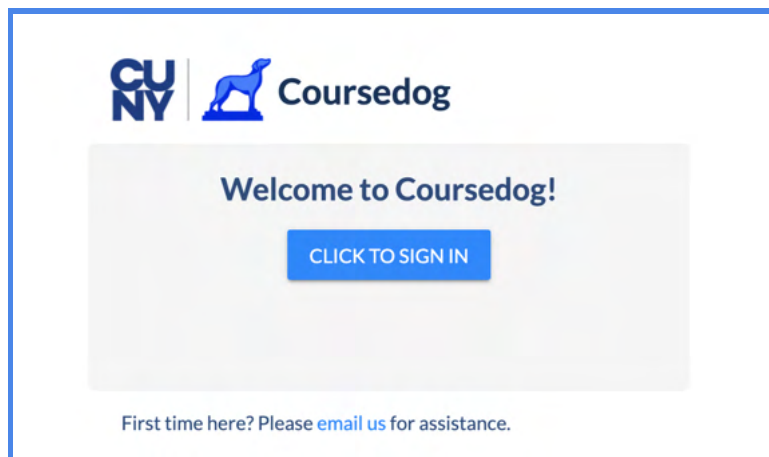 CU
NY
Coursedog
Welcome to Coursedog!
CLICK TO SIGN IN
First time here? Please email us for assistance.